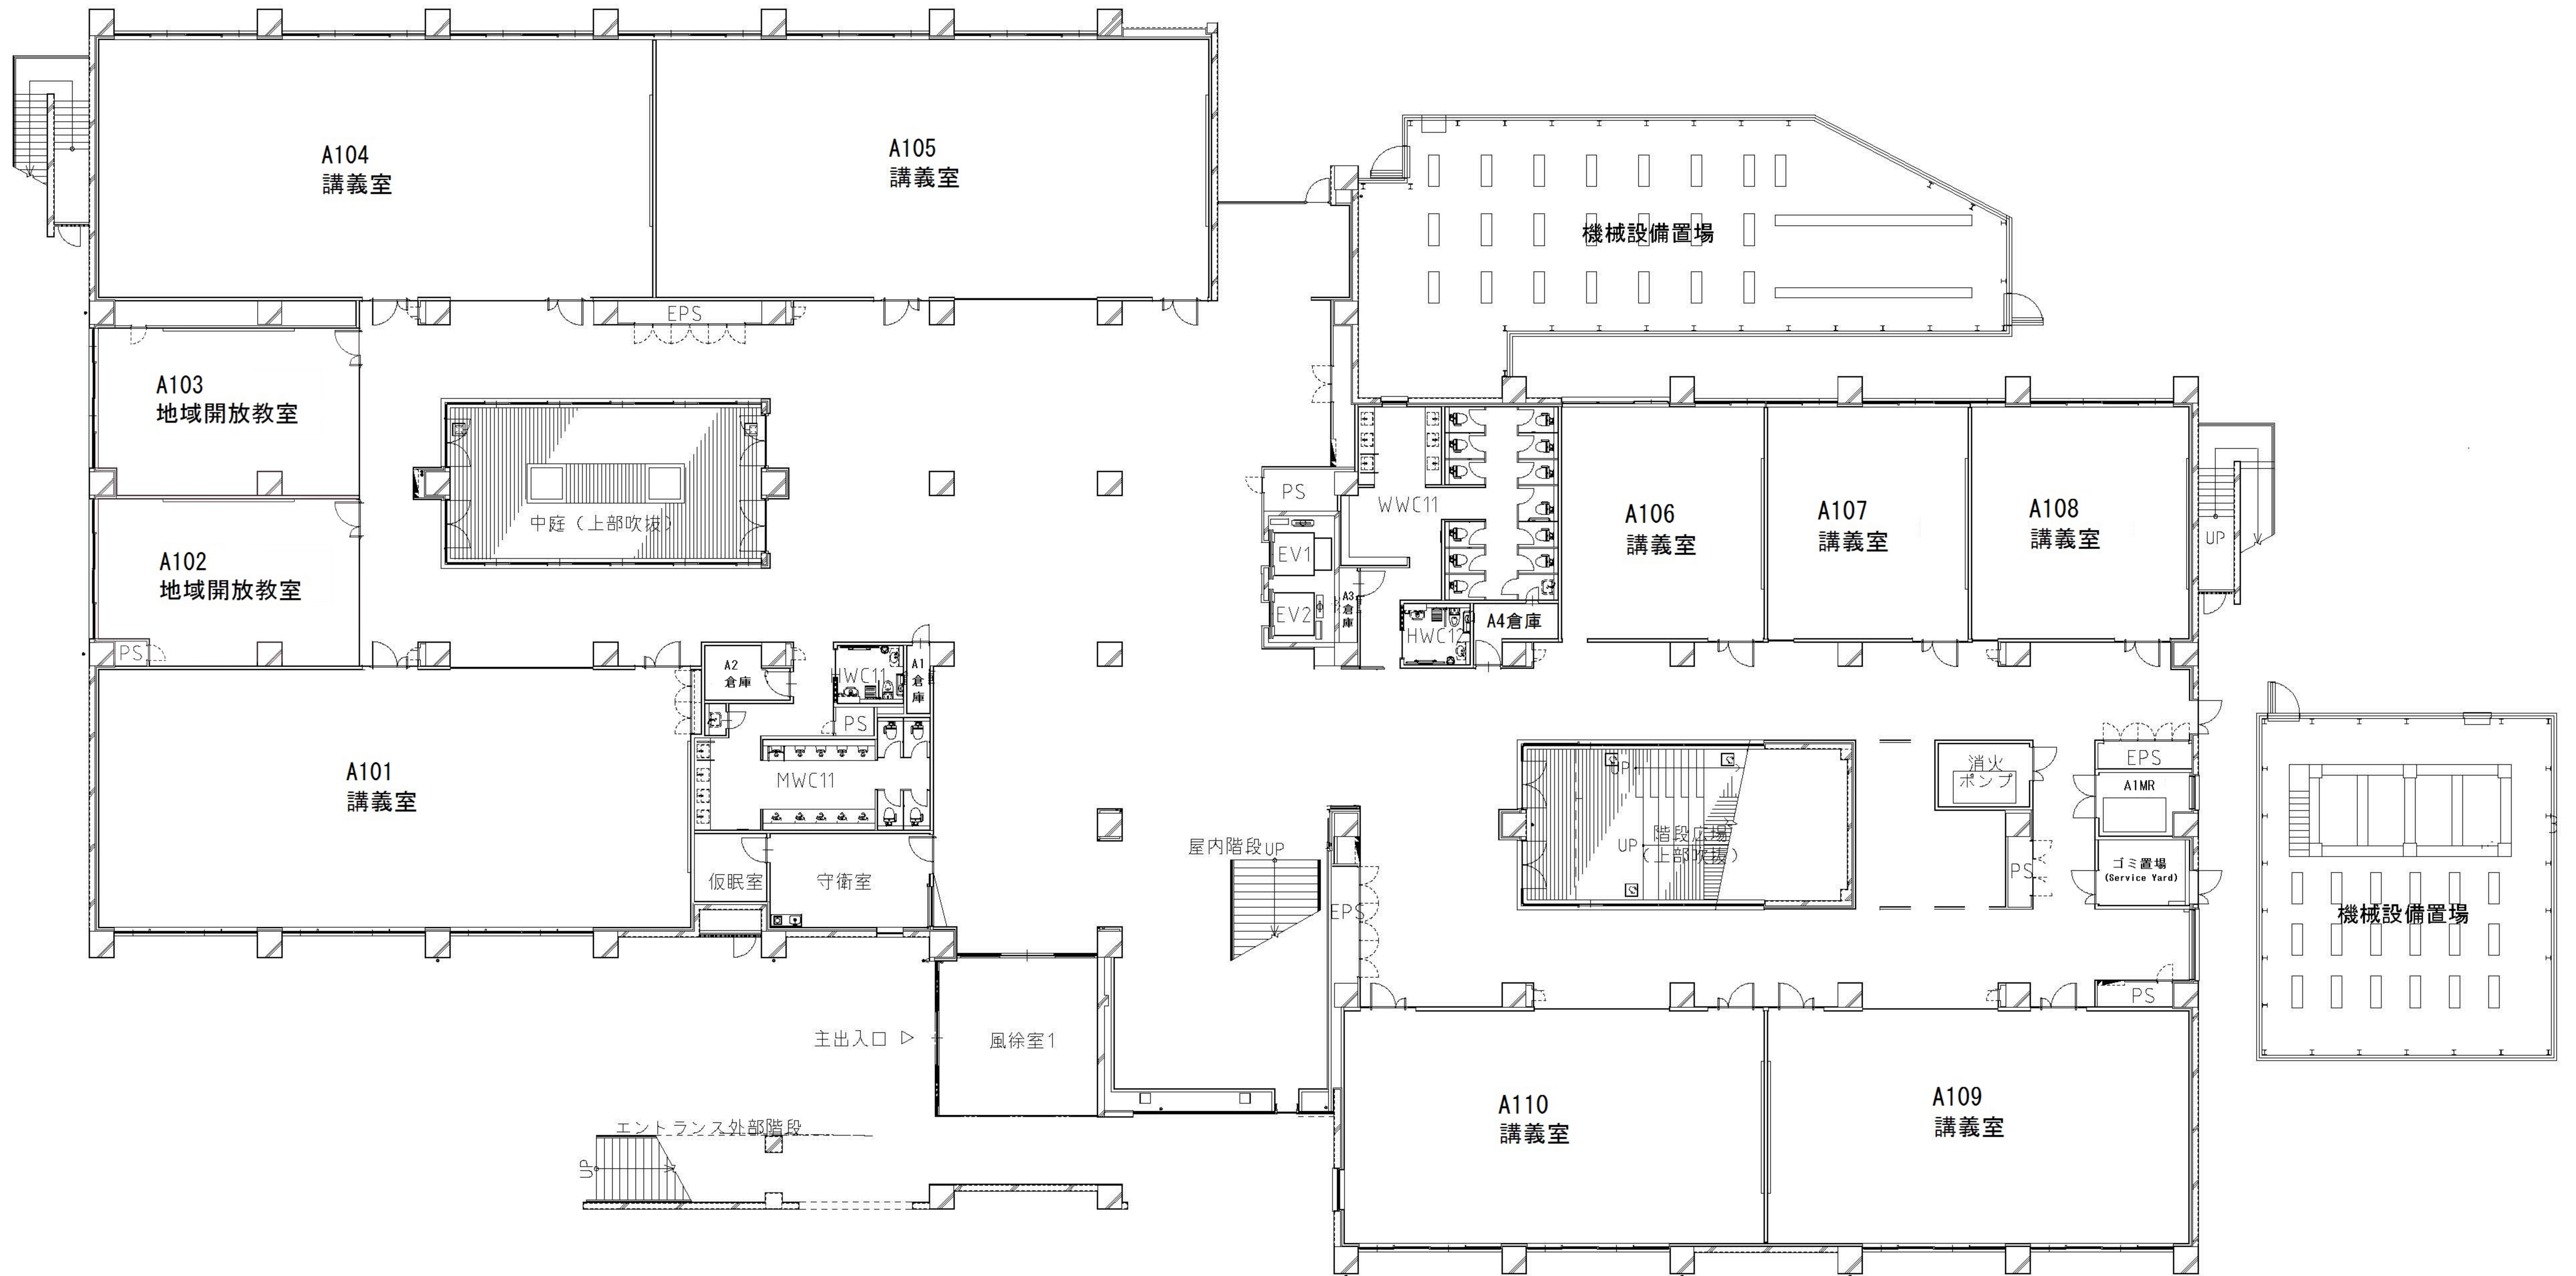 A104
講義室
A105
講義室
機械設備置場
EPS
A103
地域開放教室
中庭(上部吹抜)
A102
地域開放教室
PS
PS
EV1
EV2
A3
倉
庫
WWC11
HWC12
A4倉庫
A106
講義室
A107
講義室
A108
講義室
UP
A2
倉庫
HWC11
A1
倉
庫
PS
MWC11
A101
講義室
仮眠室
守衛室
屋内階段UP
EPS
UP
階段広場
UP
(上部吹抜)
消火
ポンプ
PS
EPS
A1MR
ゴミ置場
(Service Yard)
PS
機械設備置場
主出入口 ▷
風徐室1
エントランス外部階段
UP
A110
講義室
A109
講義室